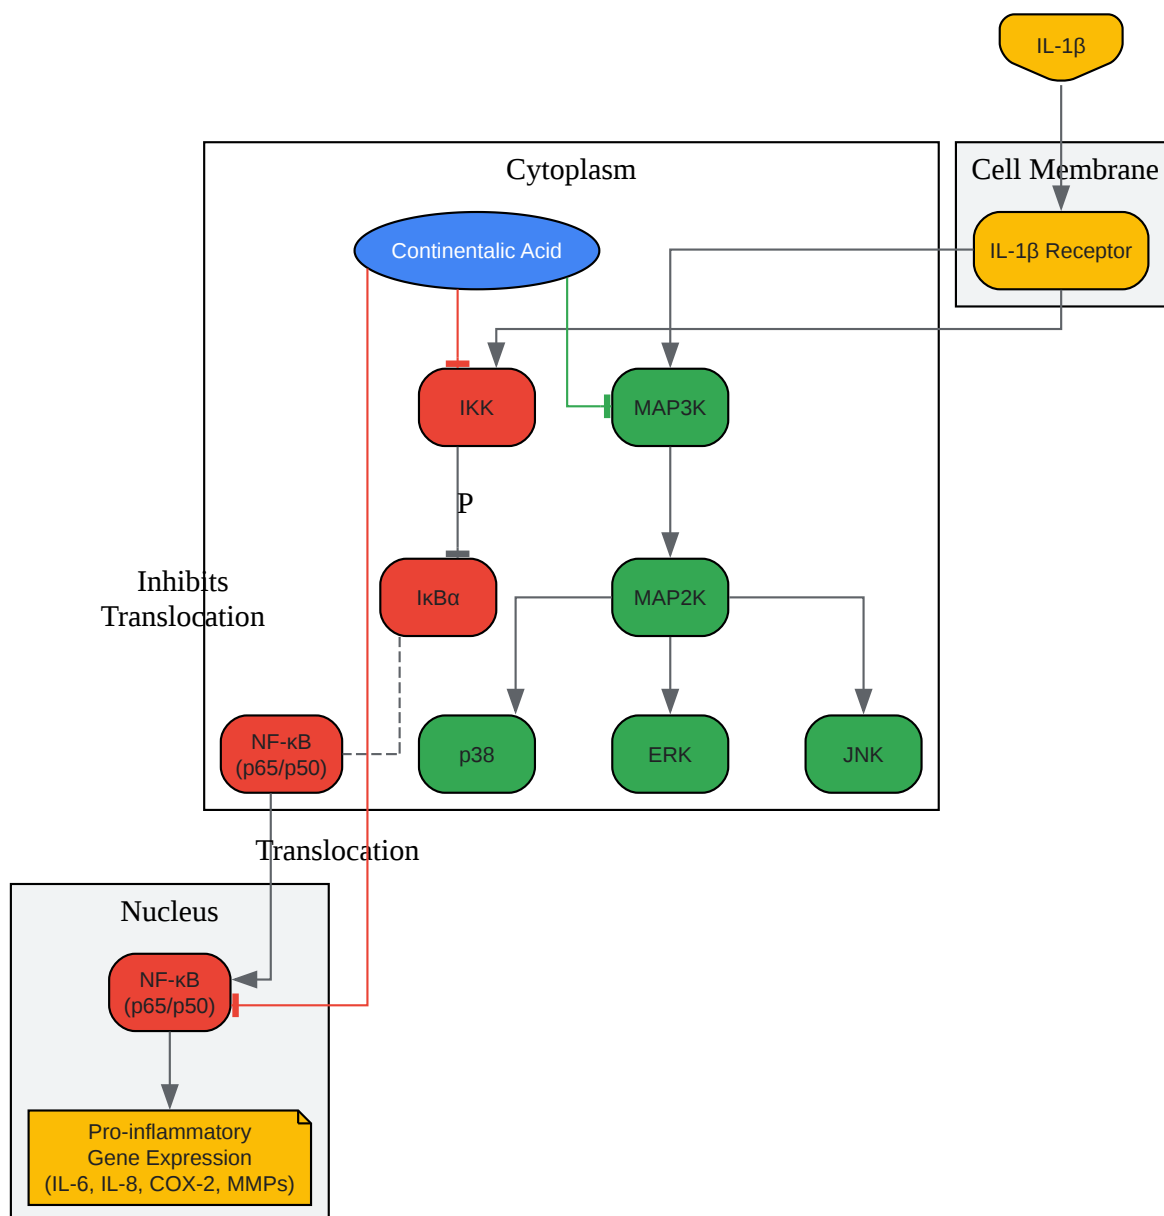 IL-1β
Cytoplasm
Cell Membrane
Continentalic Acid
IL-1β Receptor
IKK
MAP3K
P
Inhibits
Translocation
IκBα
MAP2K
NF-κB
(p65/p50)
p38
ERK
JNK
Translocation
Nucleus
NF-κB
(p65/p50)
Pro-inflammatory
Gene Expression
(IL-6, IL-8, COX-2, MMPs)